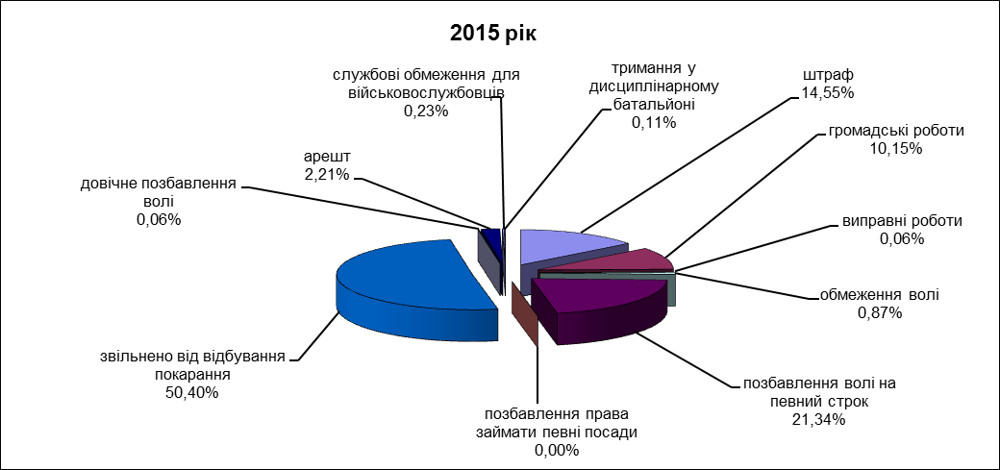 2015 рік
службові обмеження для
військовослужбовців
0,23%
тримання у
дисциплінарному
батальйоні
0,11%
штраф
14,55%
громадські роботи
10,15%
арешт
2,21%
довічне позбавлення
волі
0,06%
виправні роботи
0,06%
обмеження волі
0,87%
звільнено від відбування
покарання
50,40%
позбавлення волі на
певний строк
21,34%
позбавлення права
займати певні посади
0,00%